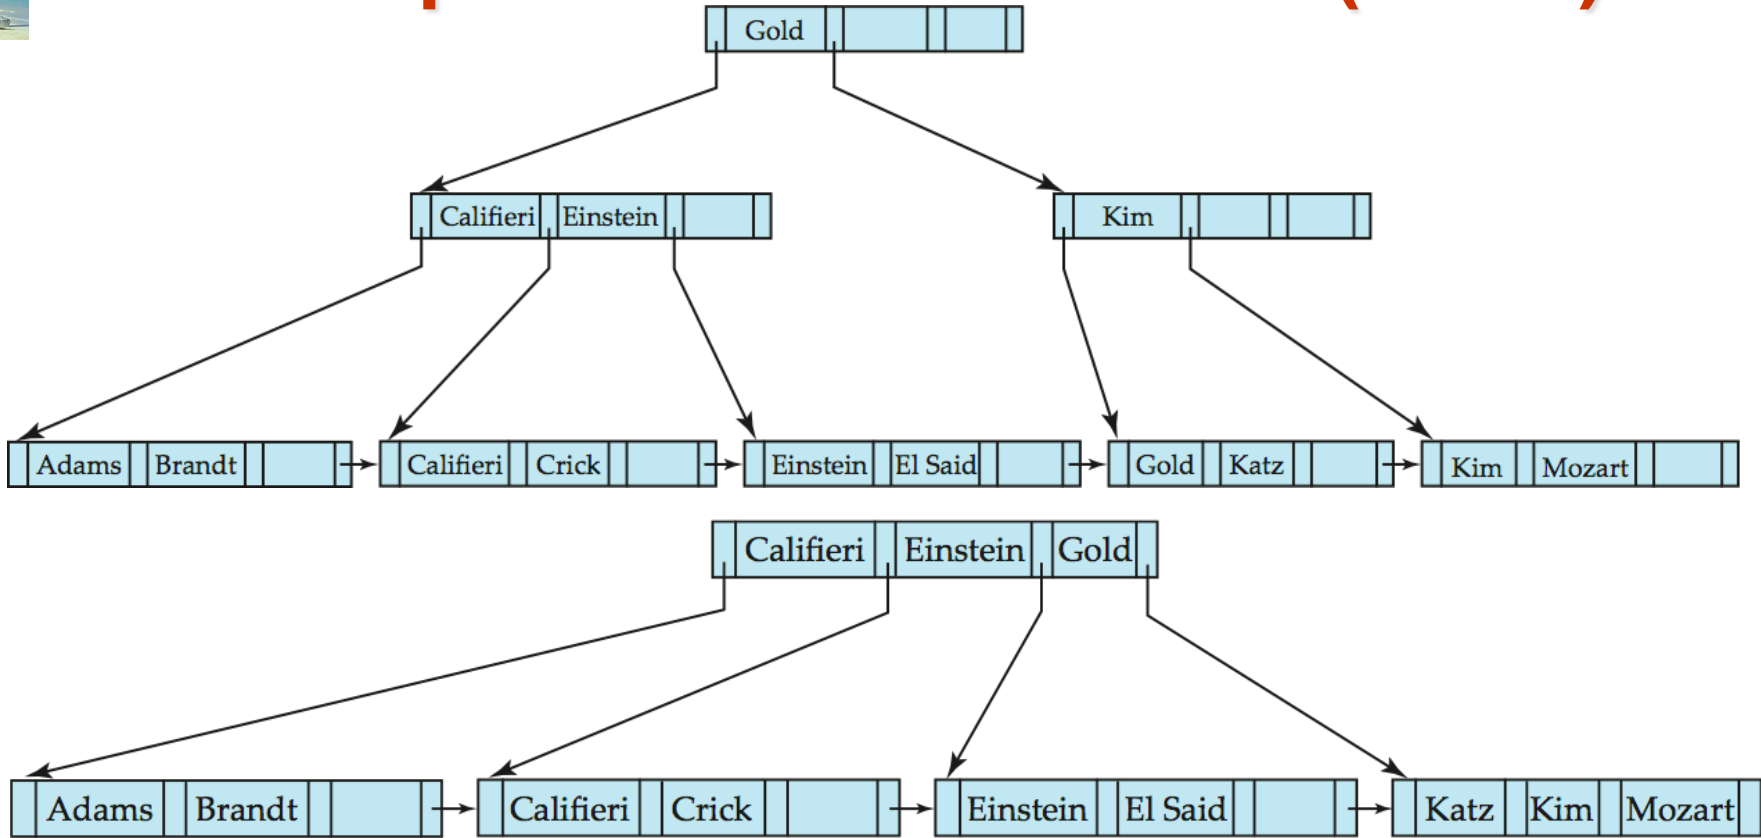 Gold
Califieri Einstein Kim
Adams Brandt Califieri Crick Einstein El Said Gold Katz Kim Mozart
Califieri Einstein Gold
Adams Brandt Califieri Crick Einstein El Said Katz Kim Mozart